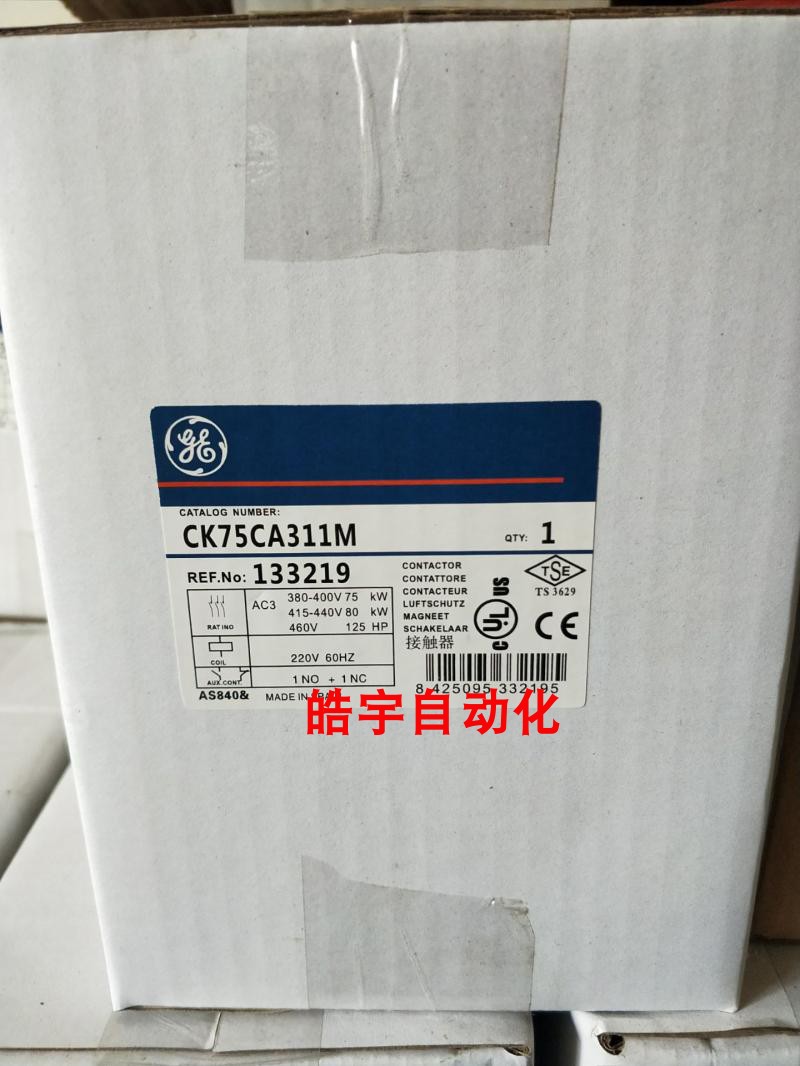 GE
CATALOG NUMBER:
CK75CA311M
QTY: 1
REF.No: 133219
AC3 380-400V 75 kW
415-440V 80 kW
460V 125 HP
RATING
COIL
220V 60HZ
AUX.CONT.
1 NO + 1 NC
AS840&
MADE IN
CONTACTOR
CONTATTORE
CONTACTEUR
LUFTSCHUTZ
MAGNEET
SCHAKELAAR
接触器
c UL US
TSE
TS 3629
CE
8 425095 332195
皓宇自动化